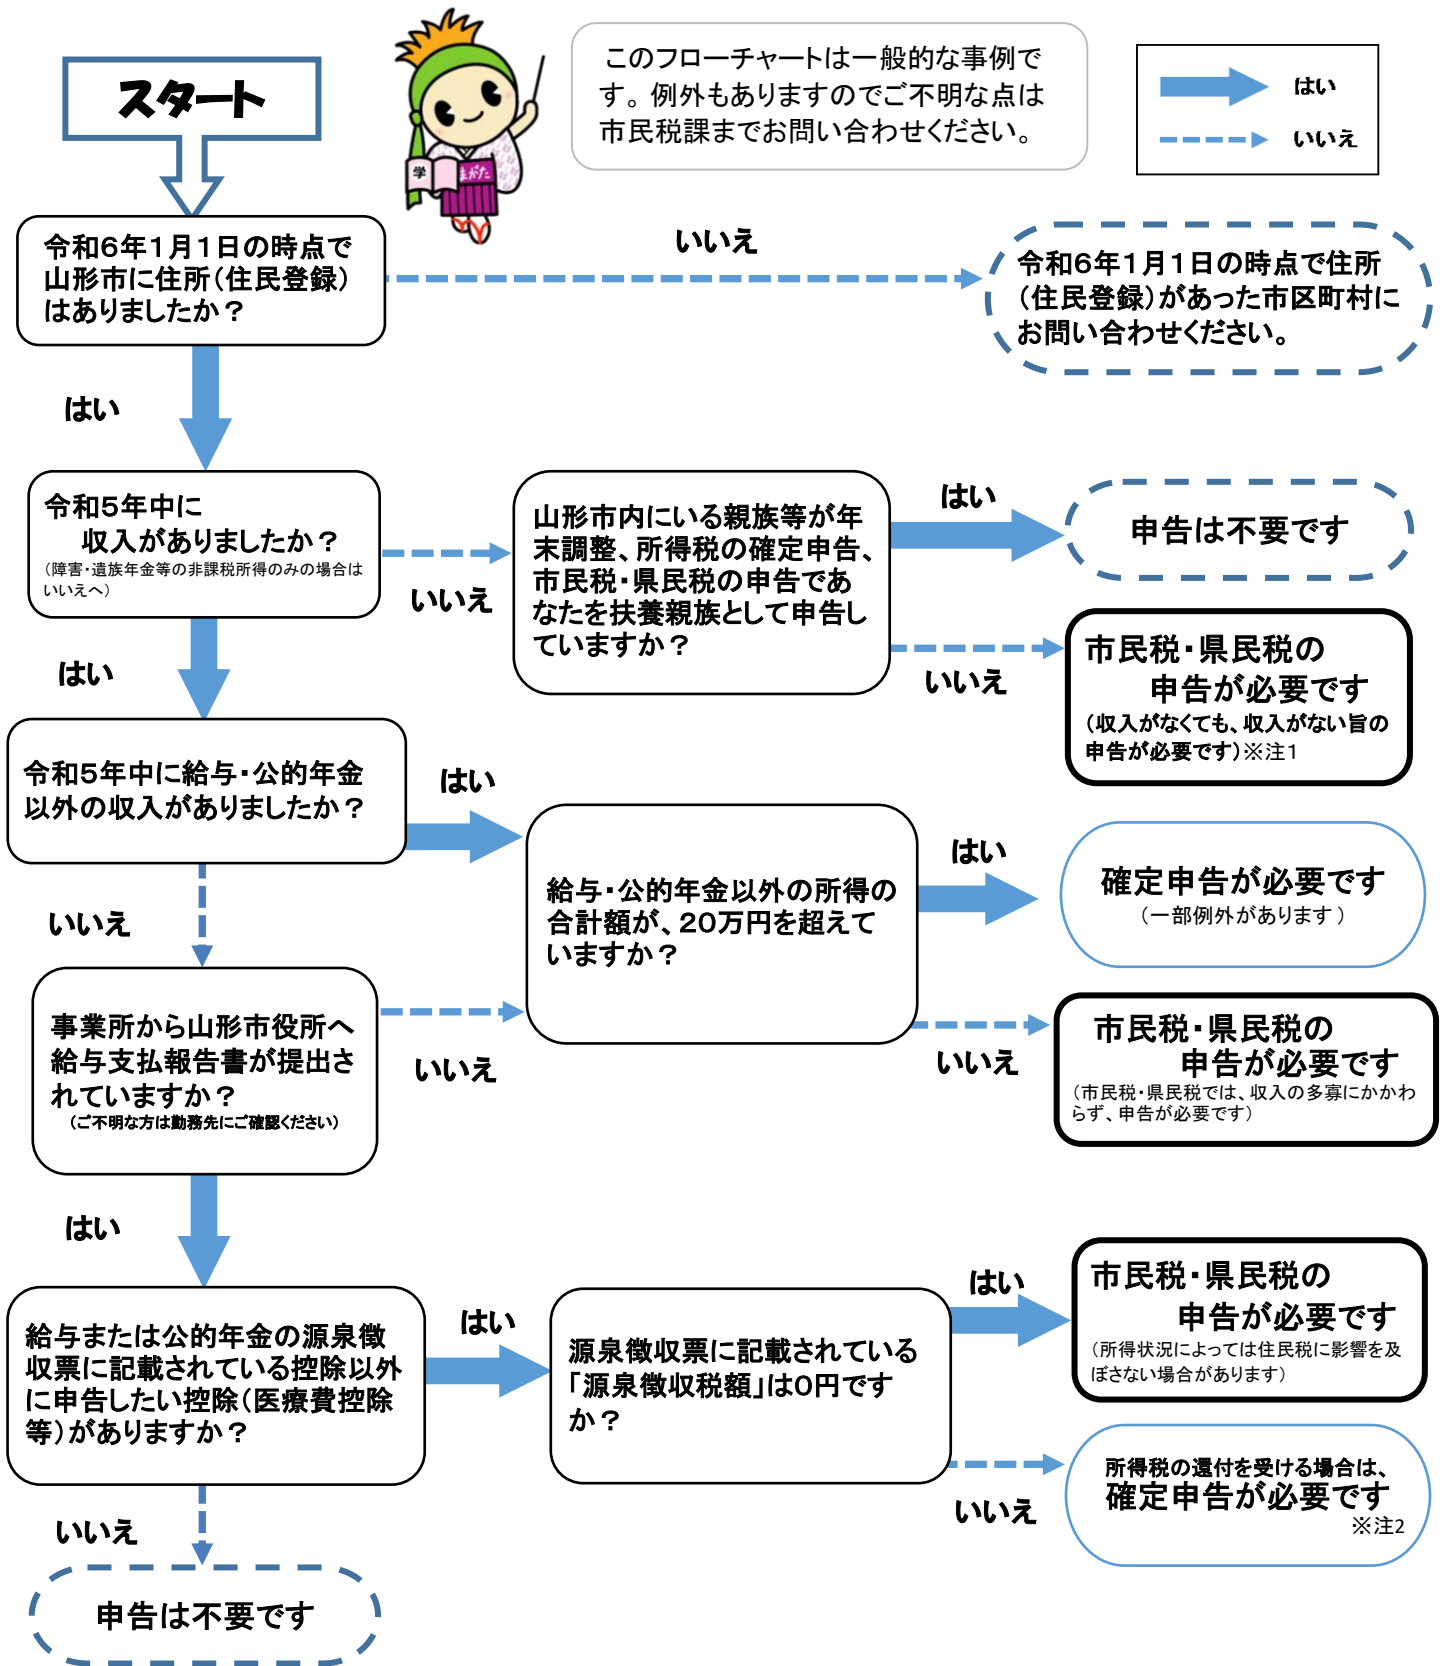 スタート
学
まがた
このフローチャートは一般的な事例で
す。例外もありますのでご不明な点は
市民税課までお問い合わせください。
はい
いいえ
令和6年1月1日の時点で
山形市に住所(住民登録)
はありましたか?
いいえ
令和6年1月1日の時点で住所
(住民登録)があった市区町村に
お問い合わせください。
はい
令和5年中に
収入がありましたか?
(障害・遺族年金等の非課税所得のみの場合は
いいえへ)
いいえ
山形市内にいる親族等が年
末調整、所得税の確定申告、
市民税・県民税の申告であ
なたを扶養親族として申告し
ていますか?
はい
申告は不要です
いいえ
市民税・県民税の
申告が必要です
(収入がなくても、収入がない旨の
申告が必要です)※注1
はい
令和5年中に給与・公的年金
以外の収入がありましたか?
はい
給与・公的年金以外の所得の
合計額が、20万円を超えて
いますか?
はい
確定申告が必要です
(一部例外があります)
いいえ
市民税・県民税の
申告が必要です
(市民税・県民税では、収入の多寡にかかわ
らず、申告が必要です)
いいえ
事業所から山形市役所へ
給与支払報告書が提出さ
れていますか?
(ご不明な方は勤務先にご確認ください)
いいえ
はい
給与または公的年金の源泉徴
収票に記載されている控除以外
に申告したい控除(医療費控除
等)がありますか?
はい
源泉徴収票に記載されている
「源泉徴収税額」は0円です
か?
はい
市民税・県民税の
申告が必要です
(所得状況によっては住民税に影響を及
ぼさない場合があります)
いいえ
所得税の還付を受ける場合は、
確定申告が必要です
※注2
いいえ
申告は不要です